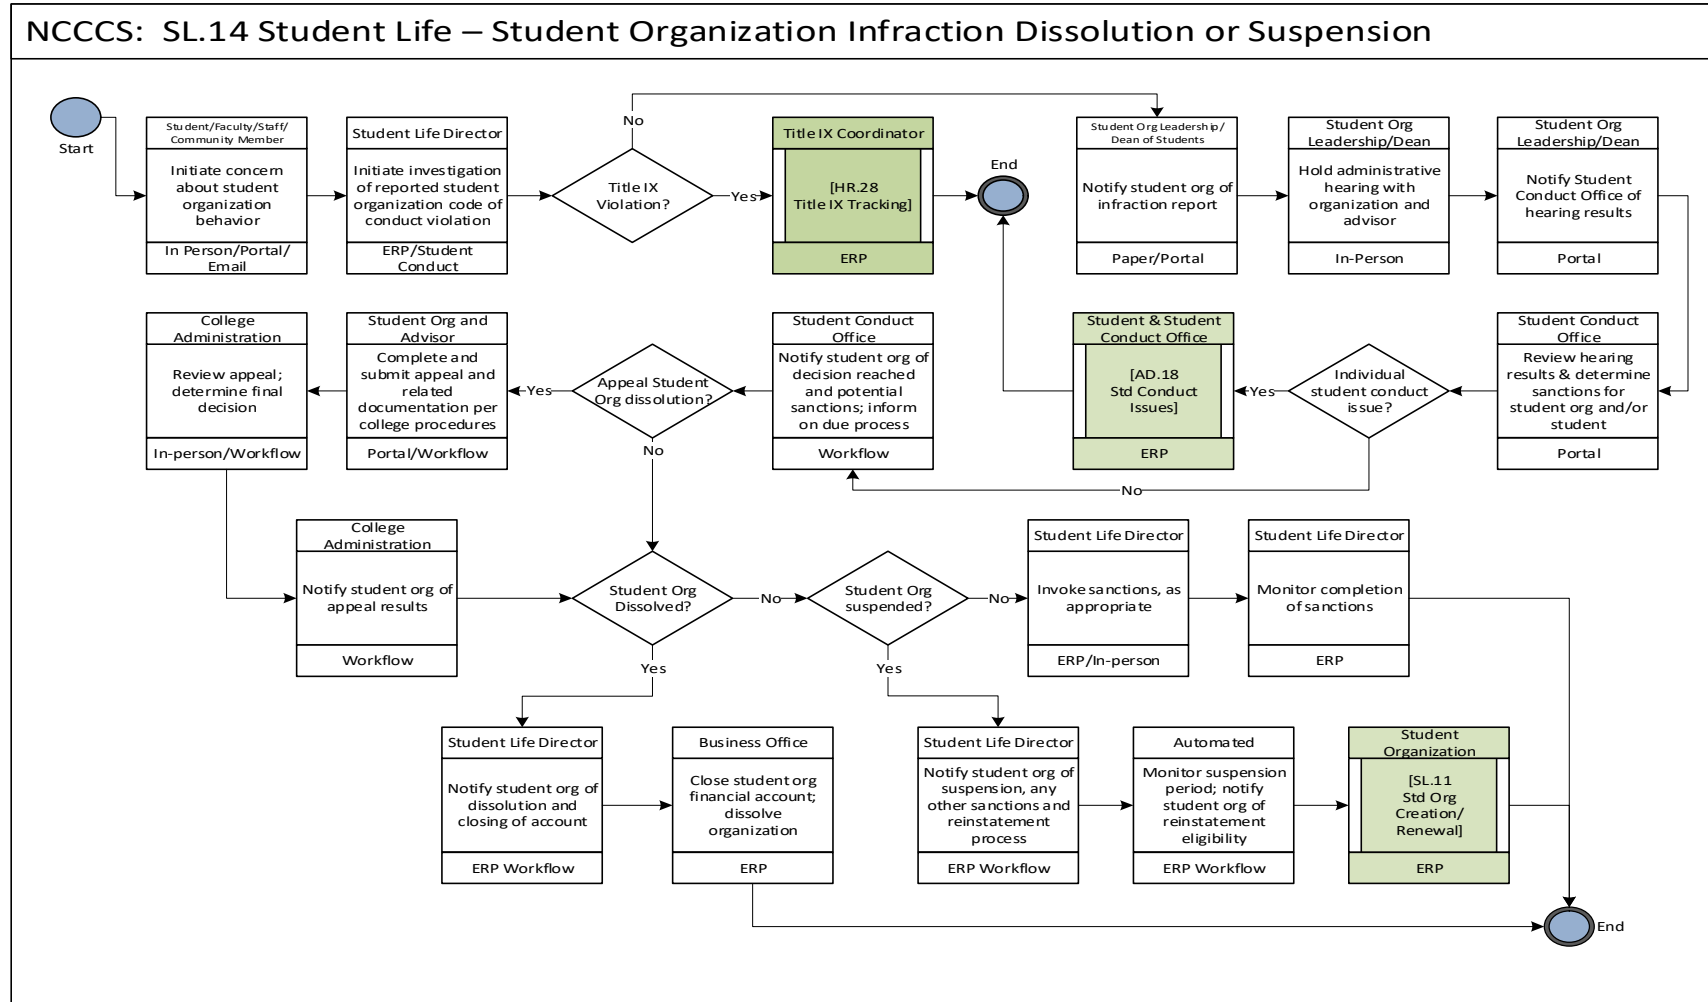 NCCCS:  SL.14 Student Life – Student Organization Infraction Dissolution or Suspension
Start
Student/Faculty/Staff/
Community Member
Initiate concern
about student
organization
behavior
In Person/Portal/
Email
Student Life Director
Initiate investigation
of reported student
organization code of
conduct violation
ERP/Student
Conduct
Title IX
Violation?
No
Yes
Title IX Coordinator
[HR.28
Title IX Tracking]
ERP
End
Student Org Leadership/
Dean of Students
Notify student org of
infraction report
Paper/Portal
Student Org
Leadership/Dean
Hold administrative
hearing with
organization and
advisor
In-Person
Student Org
Leadership/Dean
Notify Student
Conduct Office of
hearing results
Portal
College
Administration
Review appeal;
determine final
decision
In-person/Workflow
Student Org and
Advisor
Complete and
submit appeal and
related
documentation per
college procedures
Portal/Workflow
Yes
Appeal Student
Org dissolution?
No
Student Conduct
Office
Notify student org of
decision reached
and potential
sanctions; inform
on due process
Workflow
Student & Student
Conduct Office
[AD.18
Std Conduct
Issues]
ERP
Yes
Individual
student conduct
issue?
No
Student Conduct
Office
Review hearing
results & determine
sanctions for
student org and/or
student
Portal
College
Administration
Notify student org of
appeal results
Workflow
Student Org
Dissolved?
No
Yes
Student Org
suspended?
No
Yes
Student Life Director
Invoke sanctions, as
appropriate
ERP/In-person
Student Life Director
Monitor completion
of sanctions
ERP
Student Life Director
Notify student org of
dissolution and
closing of account
ERP Workflow
Business Office
Close student org
financial account;
dissolve
organization
ERP
Student Life Director
Notify student org of
suspension, any
other sanctions and
reinstatement
process
ERP Workflow
Automated
Monitor suspension
period; notify
student org of
reinstatement
eligibility
ERP Workflow
Student
Organization
[SL.11
Std Org
Creation/
Renewal]
ERP
End